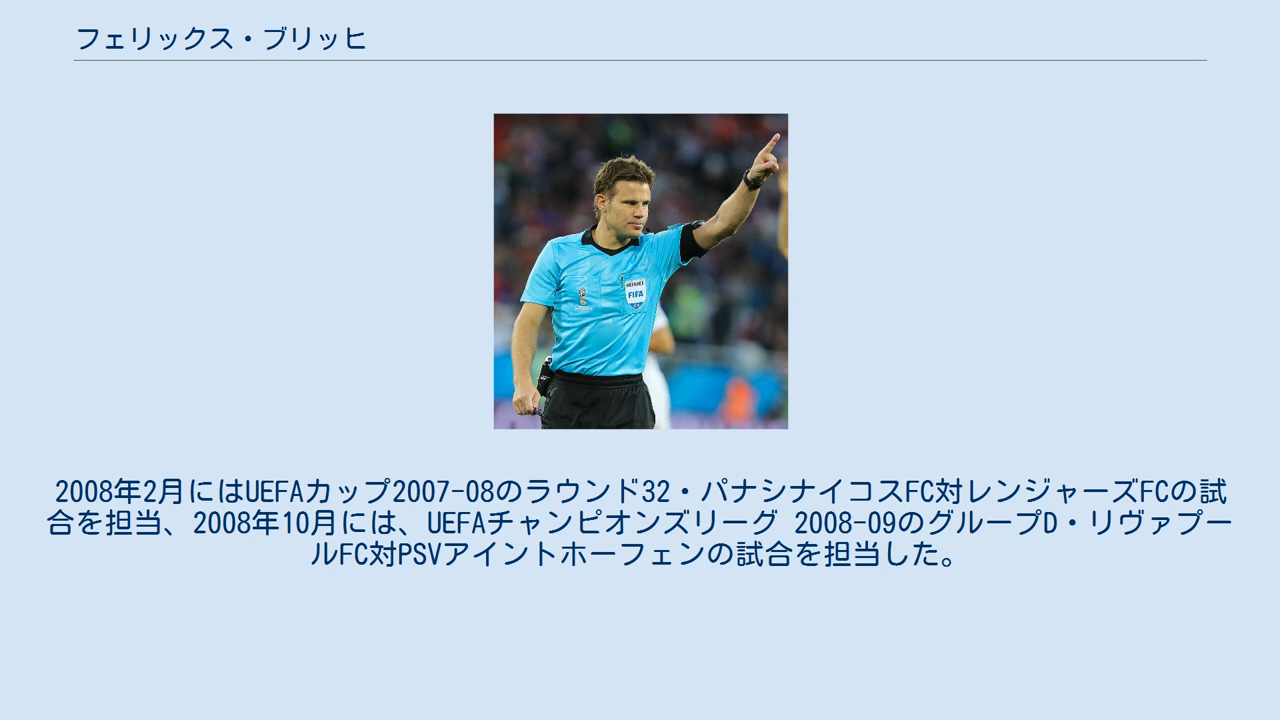 フェリックス・ブリッヒ
REFEREE
FIFA
2008年2月にはUEFAカップ2007-08のラウンド32・パナシナイコスFC対レンジャーズFCの試
合を担当、2008年10月には、UEFAチャンピオンズリーグ 2008-09のグループD・リヴァプー
ルFC対PSVアイントホーフェンの試合を担当した。